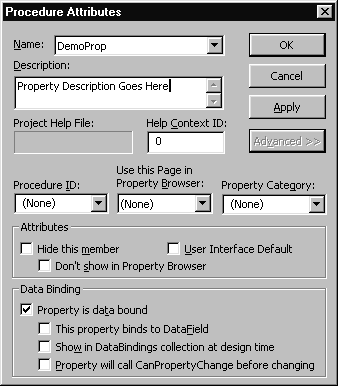 Procedure Attributes
Name:
DemoProp
OK
Description:
Property Description Goes Here
Cancel
Apply
Project Help File:
Help Context ID:
0
Advanced >>
Procedure ID:
Use this Page in
Property Browser:
Property Category:
(None)
(None)
(None)
Attributes
Hide this member
User Interface Default
Don't show in Property Browser
Data Binding
Property is data bound
This property binds to DataField
Show in DataBindings collection at design time
Property will call CanPropertyChange before changing